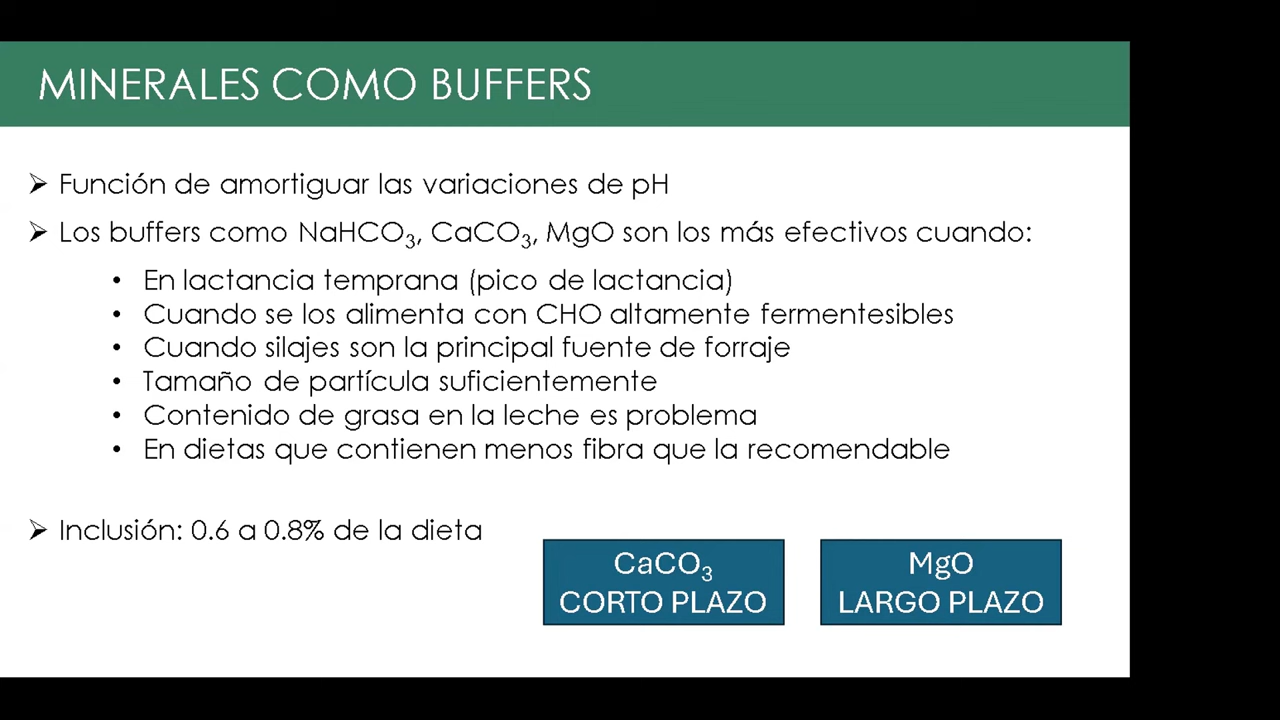 MINERALES COMO BUFFERS
➢ Función de amortiguar las variaciones de pH
➢ Los buffers como NaHCO₃, CaCO₃, MgO son los más efectivos cuando:
• En lactancia temprana (pico de lactancia)
• Cuando se los alimenta con CHO altamente fermentesibles
• Cuando silajes son la principal fuente de forraje
• Tamaño de partícula suficientemente
• Contenido de grasa en la leche es problema
• En dietas que contienen menos fibra que la recomendable
➢ Inclusión: 0.6 a 0.8% de la dieta
CaCO₃
CORTO PLAZO
MgO
LARGO PLAZO